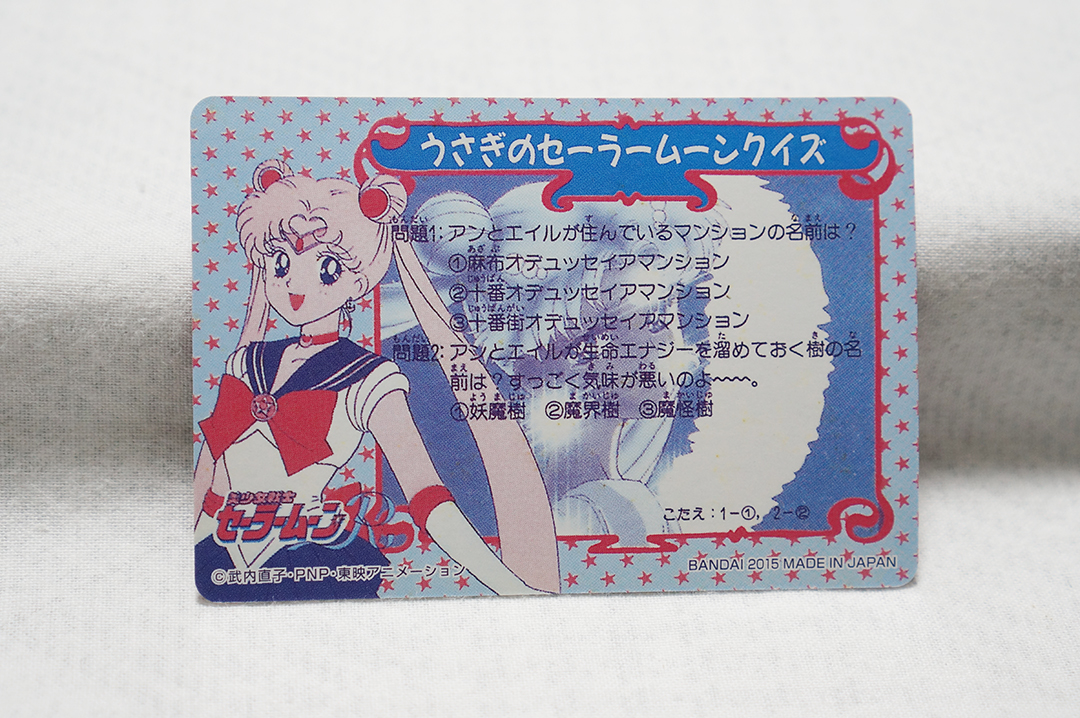 うさぎのセーラームーンクイズ
問題1：アンとエイルが住んでいるマンションの名前は？
①麻布オデュッセイアマンション
②十番オデュッセイアマンション
③十番街オデュッセイアマンション
問題2：アンとエイルが生命エナジーを溜めておく樹の名
前は？すっごく気味が悪いのよ〜〜。
①妖魔樹 ②魔界樹 ③魔怪樹
こたえ：1-①，2-②
美少女戦士
セーラームーンR
©武内直子・PNP・東映アニメーション
BANDAI 2015 MADE IN JAPAN